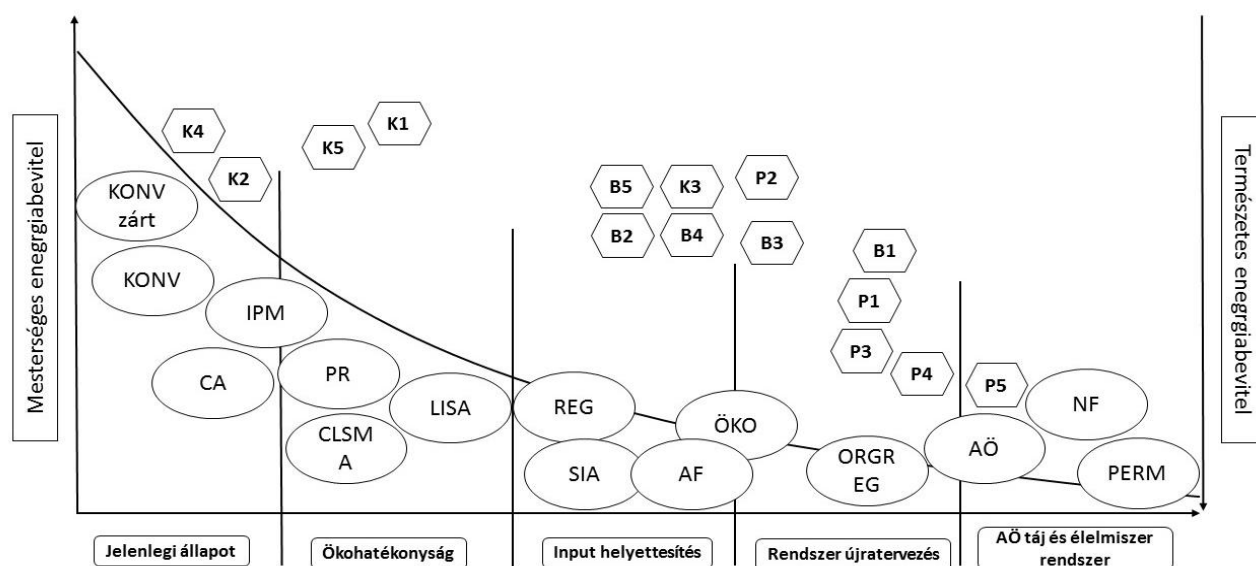 Mesterséges enegrgiabevitel
K4
K1
K5
K2
B5
K3
P2
B2
B4
B3
B1
P1
P3
P4
P5
KONV
zárt
KONV
IPM
CA
PR
CLSM
A
LISA
REG
SIA
AF
ÖKO
ORGR
EG
AÖ
NF
PERM
Természetes enegrgiabevitel
Jelenlegi állapot
Ökohatékonyság
Input helyettesítés
Rendszer újratervezés
AÖ táj és élelmiszer
rendszer